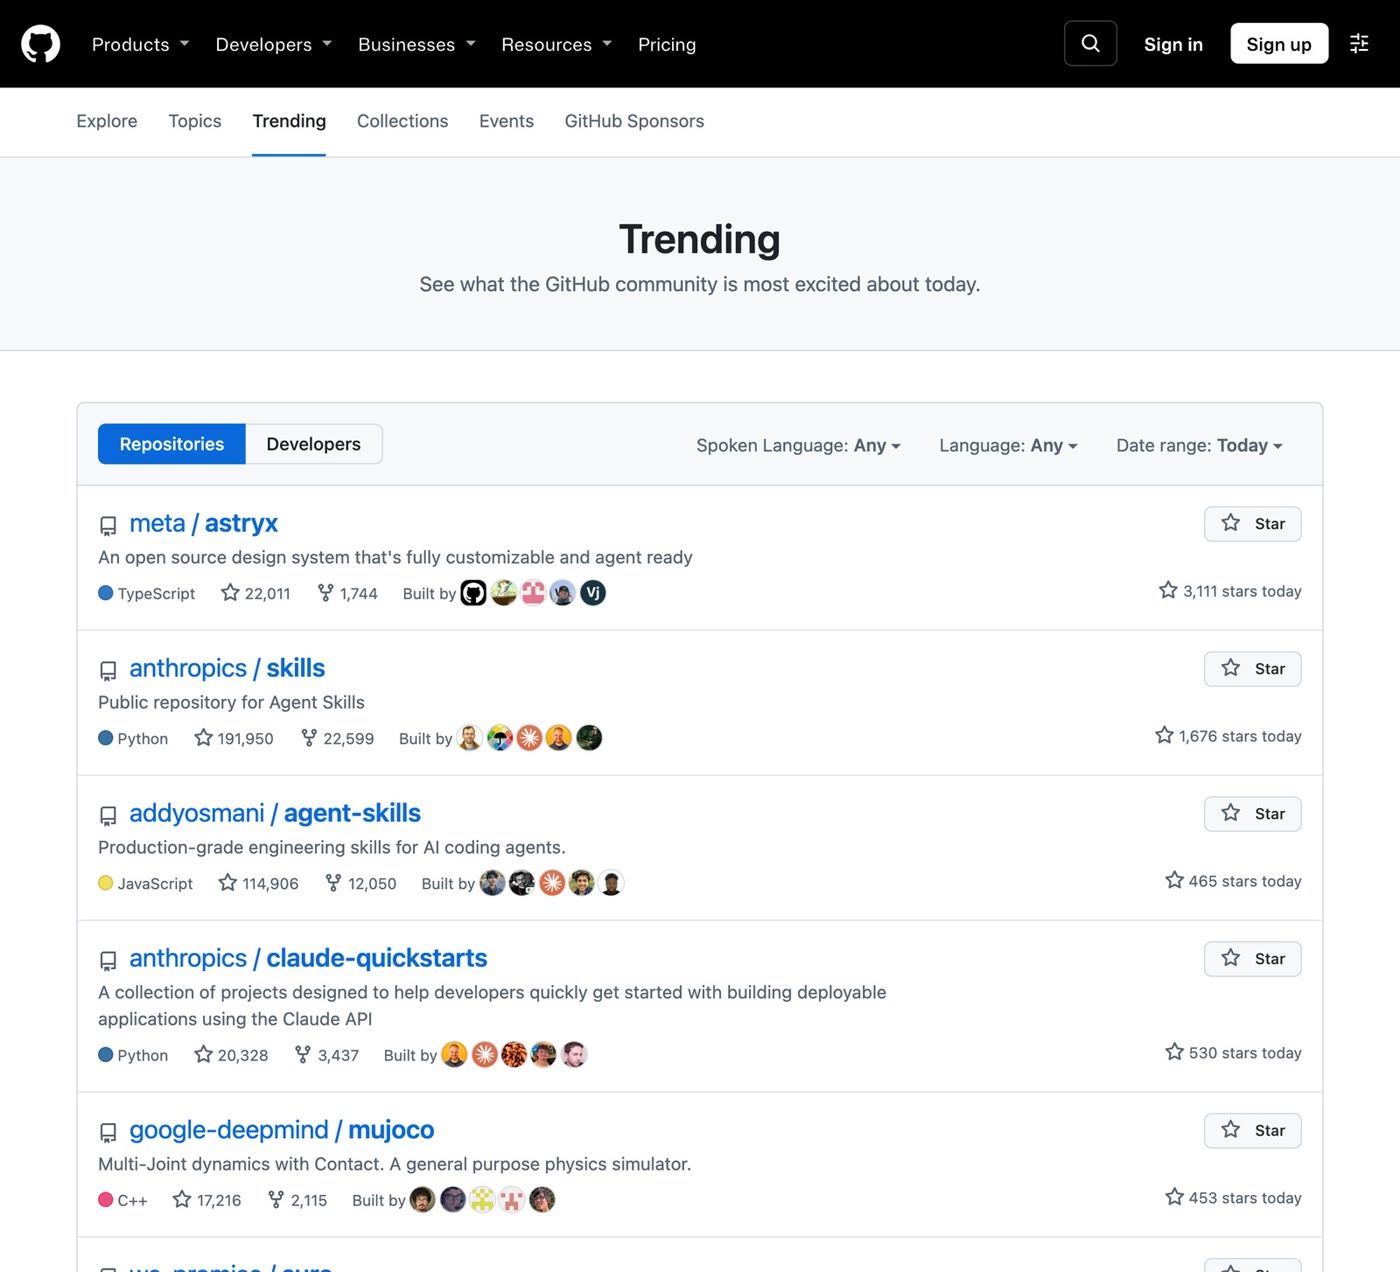 Products Developers Businesses Resources Pricing Sign in Sign up
Explore Topics Trending Collections Events GitHub Sponsors
Trending
See what the GitHub community is most excited about today.
Repositories Developers Spoken Language: Any Language: Any Date range: Today
meta / astryx Star
An open source design system that's fully customizable and agent ready
TypeScript 22,011 1,744 Built by Vj 3,111 stars today
anthropics / skills Star
Public repository for Agent Skills
Python 191,950 22,599 Built by 1,676 stars today
addyosmani / agent-skills Star
Production-grade engineering skills for AI coding agents.
JavaScript 114,906 12,050 Built by 465 stars today
anthropics / claude-quickstarts Star
A collection of projects designed to help developers quickly get started with building deployable
applications using the Claude API
Python 20,328 3,437 Built by 530 stars today
google-deepmind / mujoco Star
Multi-Joint dynamics with Contact. A general purpose physics simulator.
C++ 17,216 2,115 Built by 453 stars today